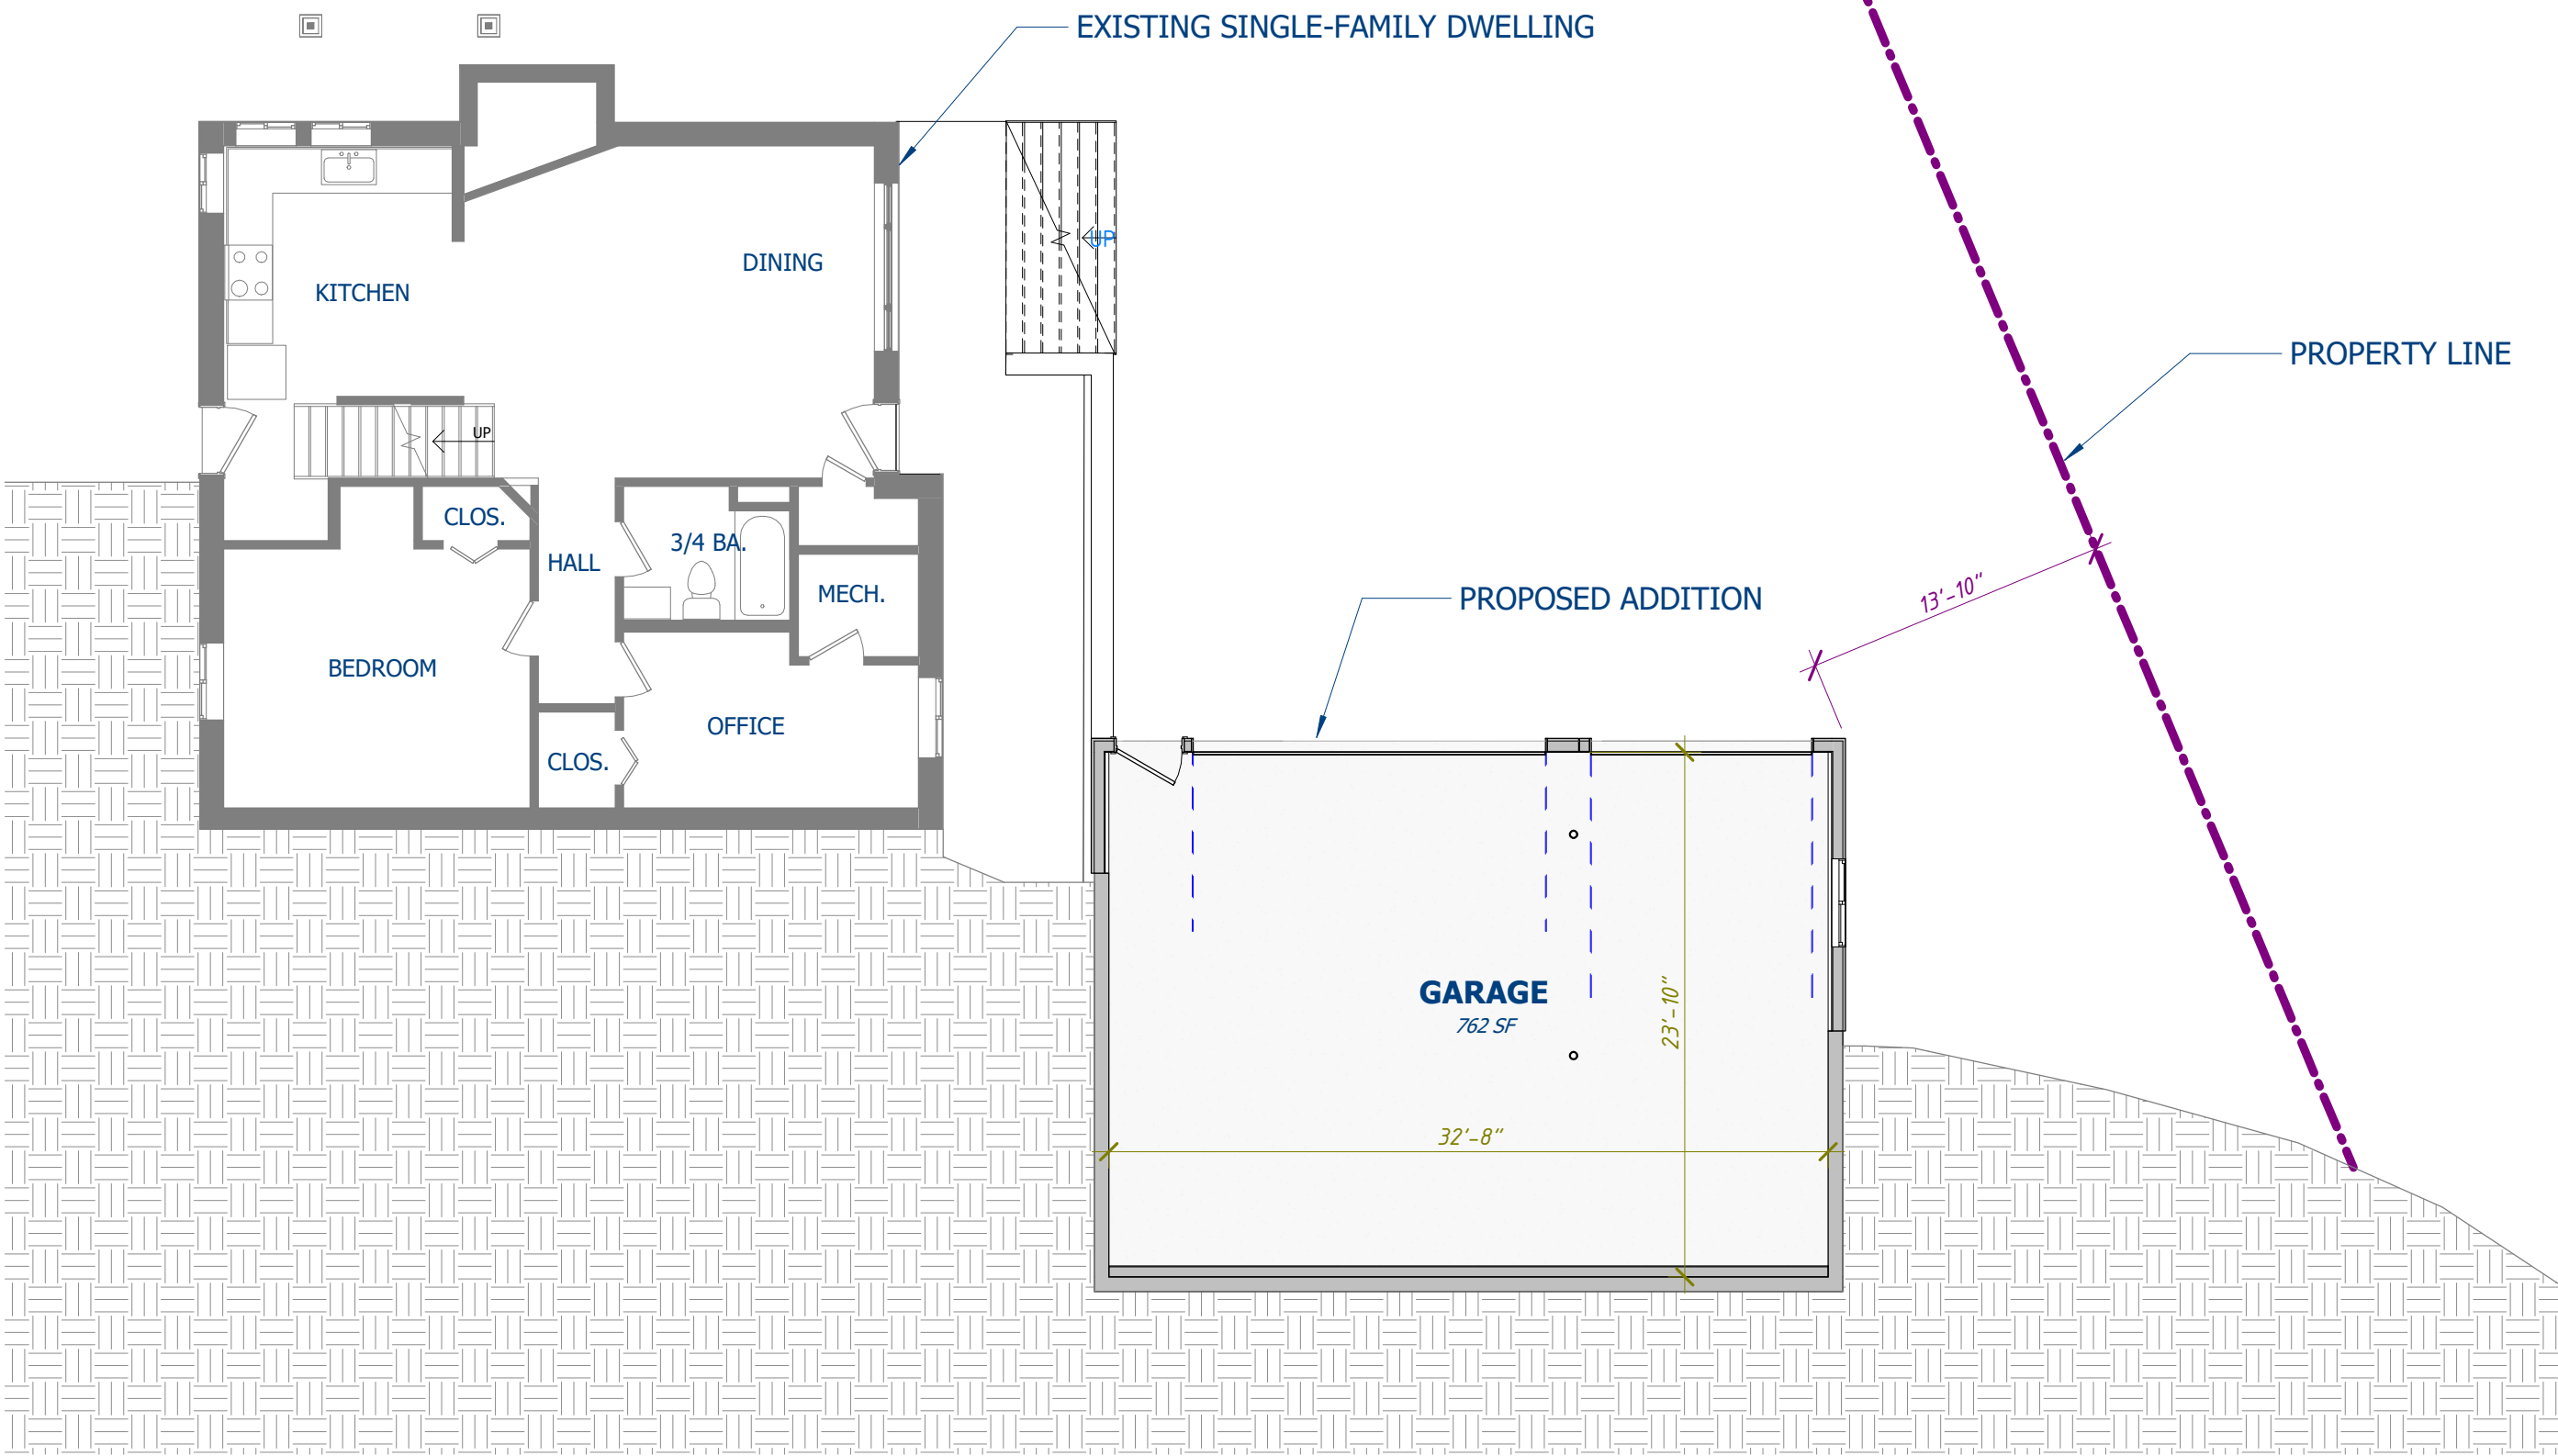 EXISTING SINGLE-FAMILY DWELLING
UP
DINING
KITCHEN
PROPERTY LINE
UP
CLOS.
3/4 BA.
HALL
MECH.
13'-10"
PROPOSED ADDITION
BEDROOM
OFFICE
CLOS.
GARAGE
762 SF
23'-10"
32'-8"